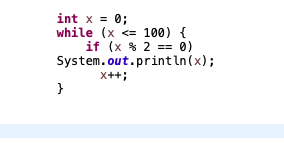 int x = 0;
while (x <= 100) {
    if (x % 2 == 0)
System.out.println(x);
      x++;
}